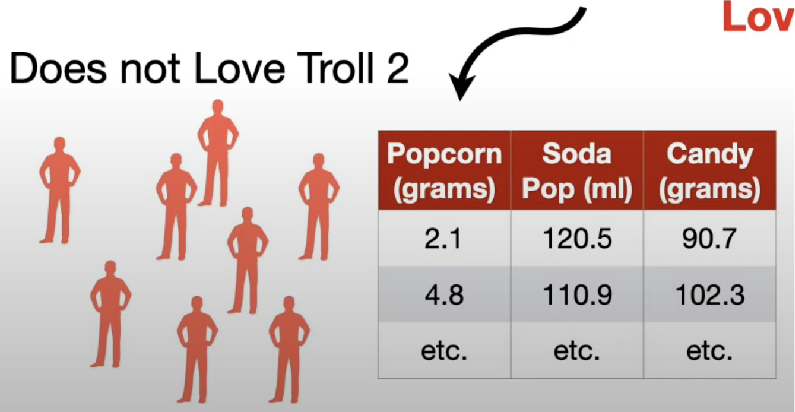 Lov
Does not Love Troll 2
Popcorn (grams) Soda Pop (ml) Candy (grams)
2.1 120.5 90.7
4.8 110.9 102.3
etc. etc. etc.